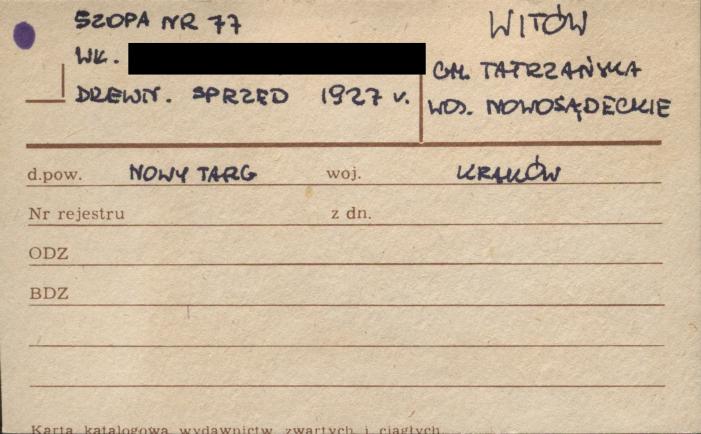 SZOPA NR 77
WŁ.
DRZEWN. SPRZED 1927 r.
WITÓW
GM. TATRZAŃSKA
WOJ. NOWOSĄDECKIE
d.pow. NOWY TARG woj. KRAKÓW
Nr rejestru z dn.
ODZ
BDZ
Karta katalogowa wydawnictw zwartych i ciągłych